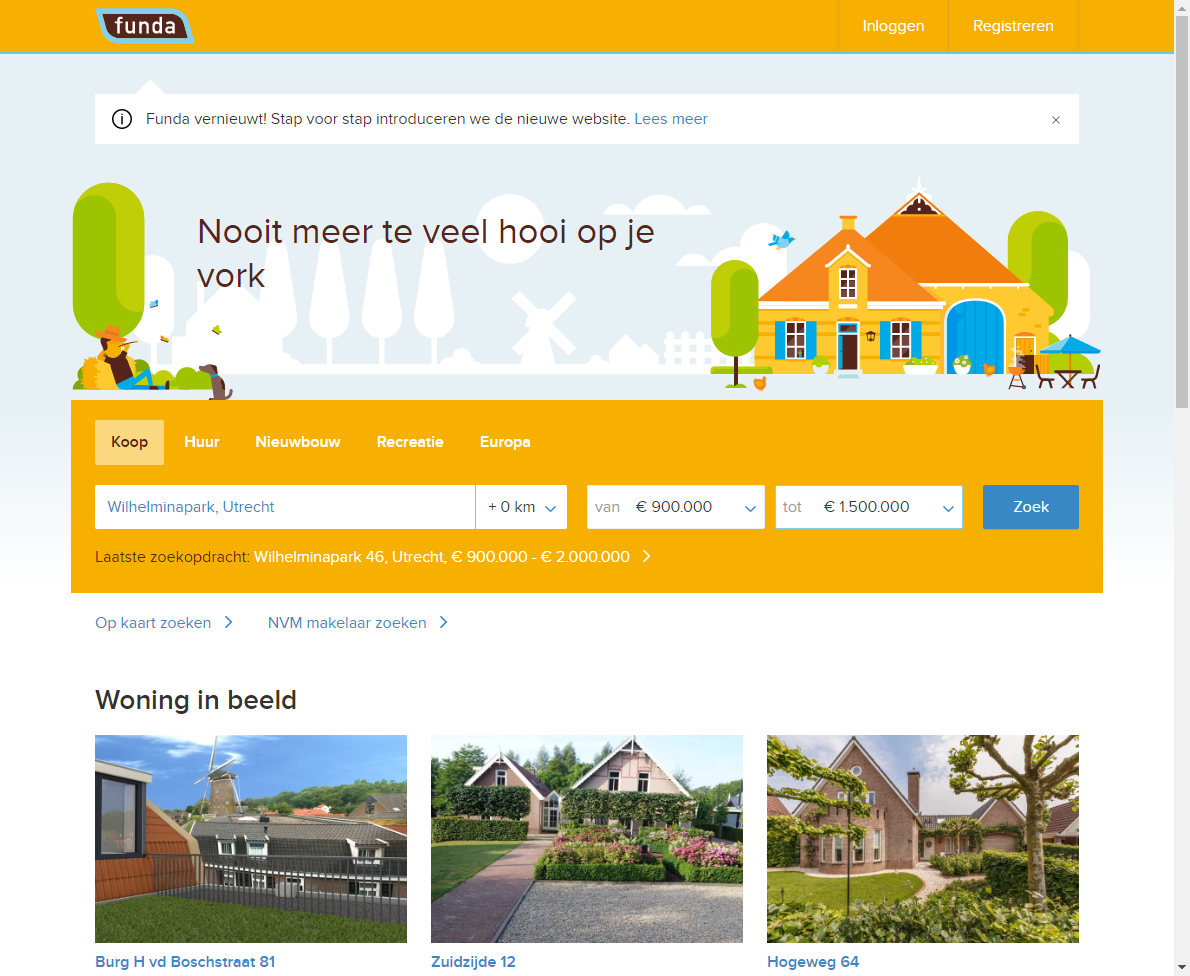 funda
Inloggen
Registreren
Funda vernieuwt! Stap voor stap introduceren we de nieuwe website. Lees meer
Nooit meer te veel hooi op je
vork
Koop Huur Nieuwbouw Recreatie Europa
Wilhelminapark, Utrecht + 0 km van € 900.000 tot € 1.500.000 Zoek
Laatste zoekopdracht: Wilhelminapark 46, Utrecht, € 900.000 - € 2.000.000
Op kaart zoeken NVM makelaar zoeken
Woning in beeld
Burg H vd Boschstraat 81 Zuidzijde 12 Hogeweg 64